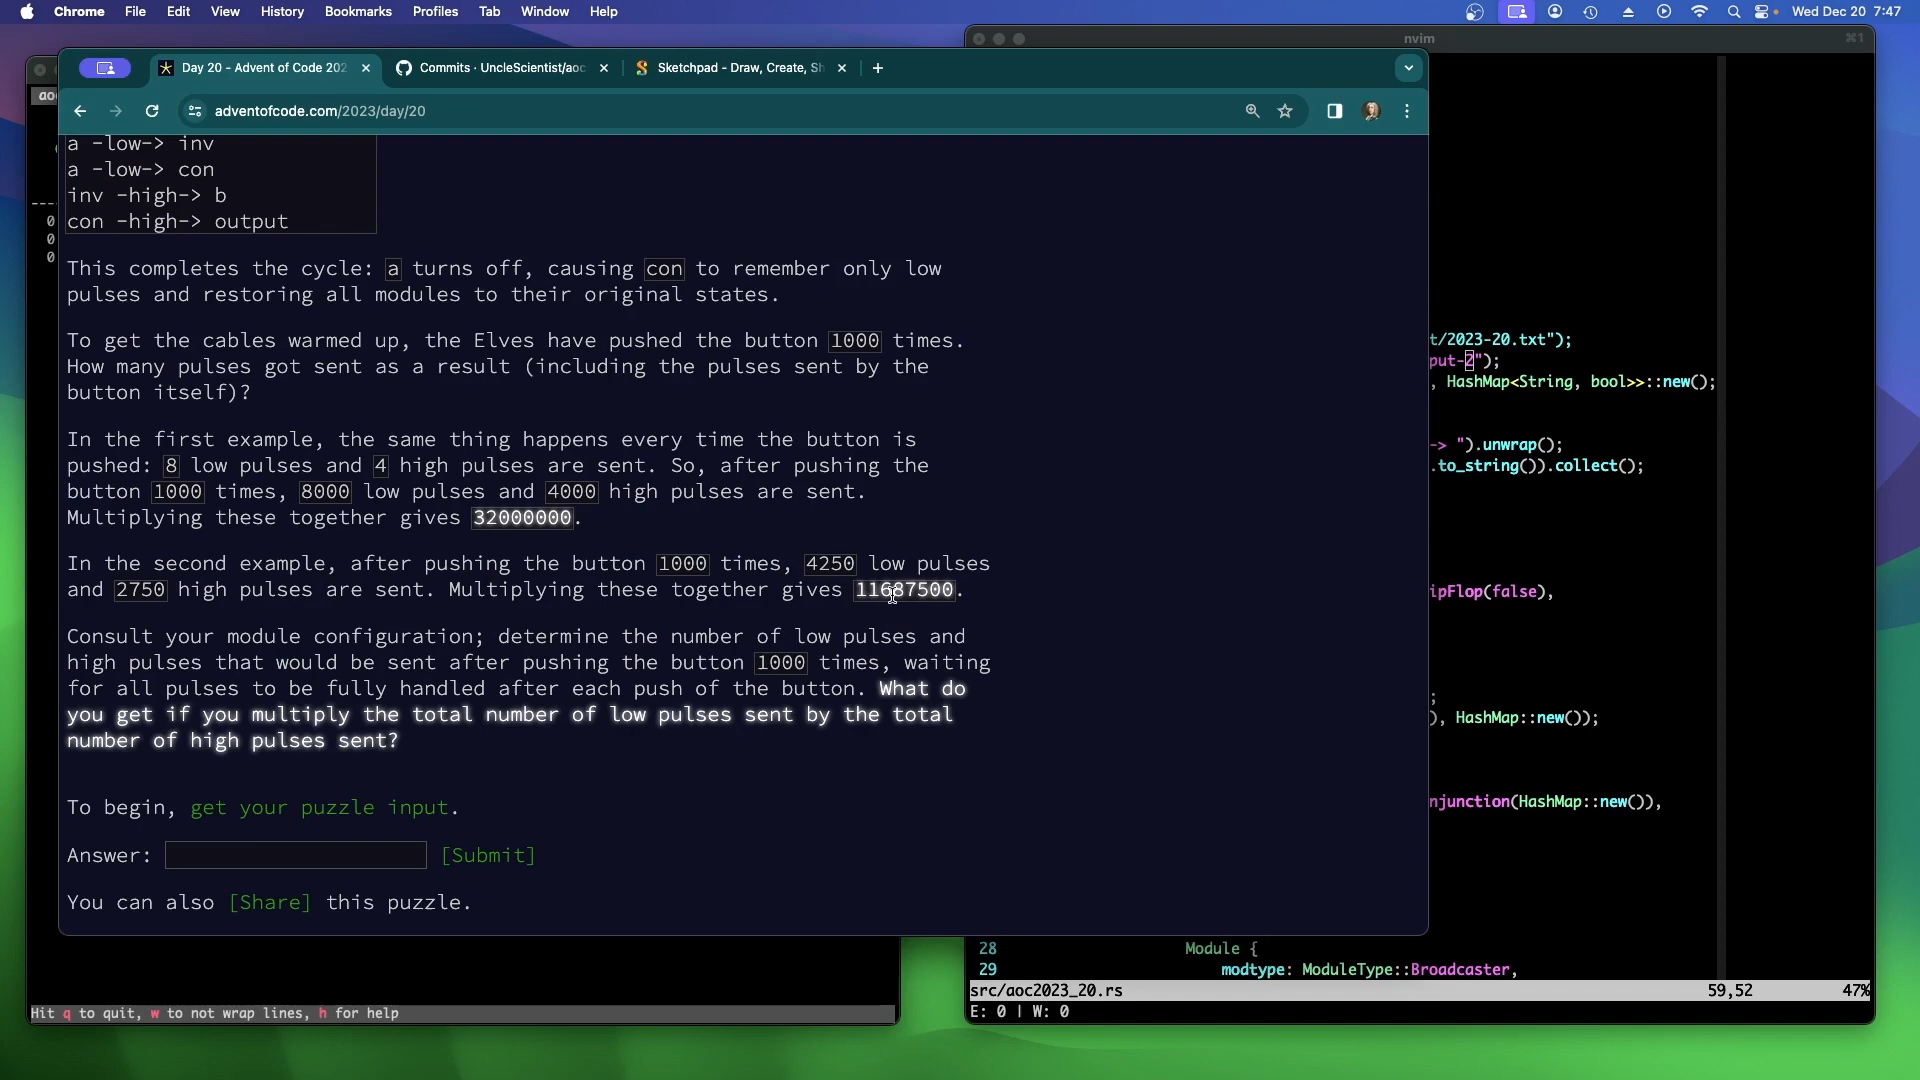 Chrome File Edit View History Bookmarks Profiles Tab Window Help Wed Dec 20 7:47
nvim ⌘1
Day 20 - Advent of Code 202 Commits · UncleScientist/aoc Sketchpad - Draw, Create, Sh
adventofcode.com/2023/day/20
a -low-> inv
a -low-> con
inv -high-> b
con -high-> output
This completes the cycle: a turns off, causing con to remember only low
pulses and restoring all modules to their original states.
To get the cables warmed up, the Elves have pushed the button 1000 times.
How many pulses got sent as a result (including the pulses sent by the
button itself)?
In the first example, the same thing happens every time the button is
pushed: 8 low pulses and 4 high pulses are sent. So, after pushing the
button 1000 times, 8000 low pulses and 4000 high pulses are sent.
Multiplying these together gives 32000000.
In the second example, after pushing the button 1000 times, 4250 low pulses
and 2750 high pulses are sent. Multiplying these together gives 11687500.
Consult your module configuration; determine the number of low pulses and
high pulses that would be sent after pushing the button 1000 times, waiting
for all pulses to be fully handled after each push of the button. What do
you get if you multiply the total number of low pulses sent by the total
number of high pulses sent?
To begin, get your puzzle input.
Answer: [Submit]
You can also [Share] this puzzle.
ao
----
0
0
0
Hit q to quit, w to not wrap lines, h for help
t/2023-20.txt");
put-2");
, HashMap<String, bool>>::new();
-> ").unwrap();
.to_string()).collect();
ipFlop(false),
;
), HashMap::new());
njunction(HashMap::new()),
28 Module {
29 modtype: ModuleType::Broadcaster,
src/aoc2023_20.rs 59,52 47%
E: 0 | W: 0